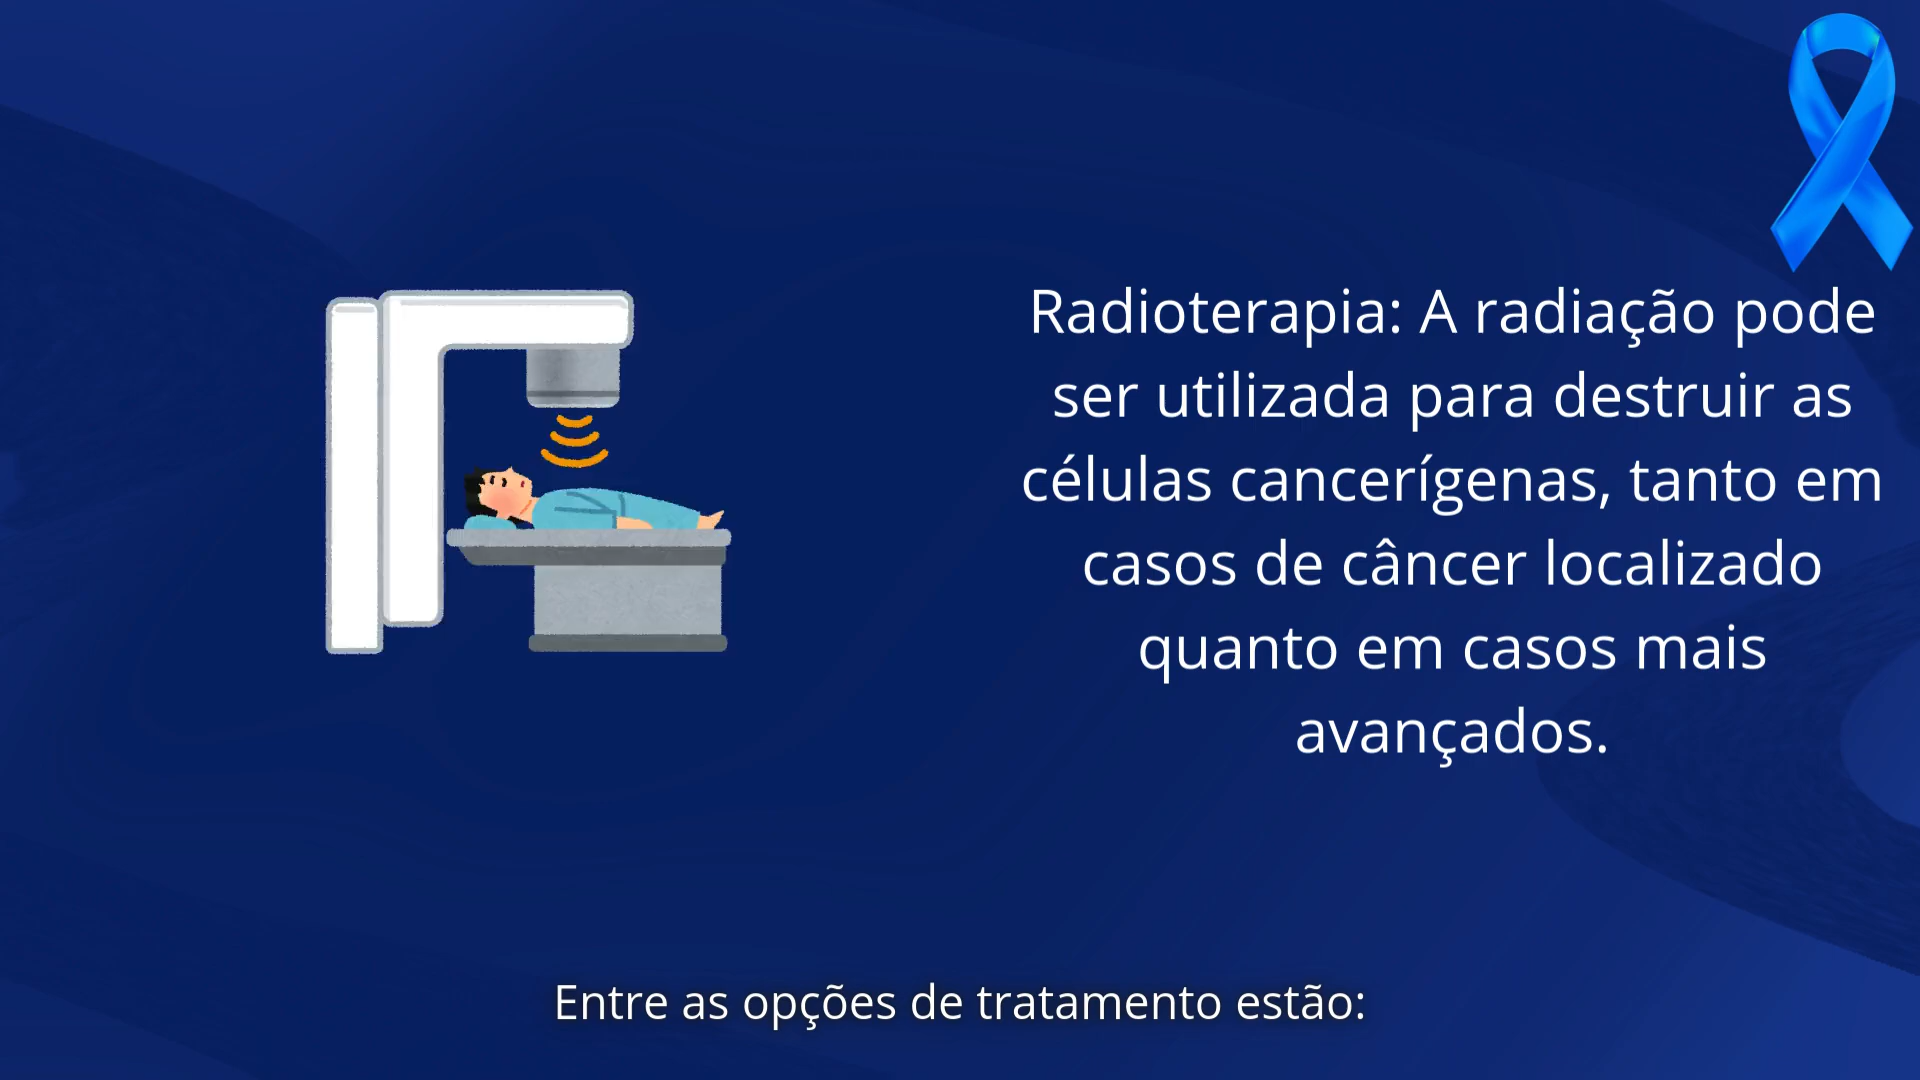 Radioterapia: A radiação pode
ser utilizada para destruir as
células cancerígenas, tanto em
casos de câncer localizado
quanto em casos mais
avançados.
Entre as opções de tratamento estão: